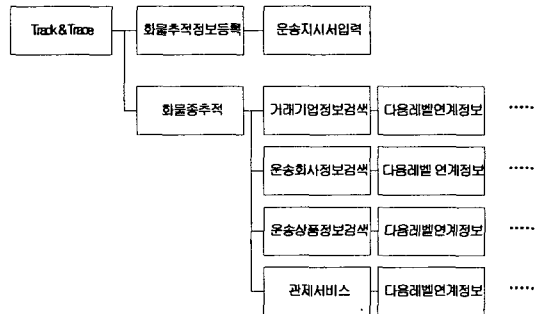 Track & Trace 화물추적정보등록 운송지시서입력
화물종추적 거래기업정보검색 다음레벨연계정보 .....
운송회사정보검색 다음레벨 연계정보 .....
운송상품정보검색 다음레벨연계정보 .....
관제서비스 다음레벨연계정보 .....